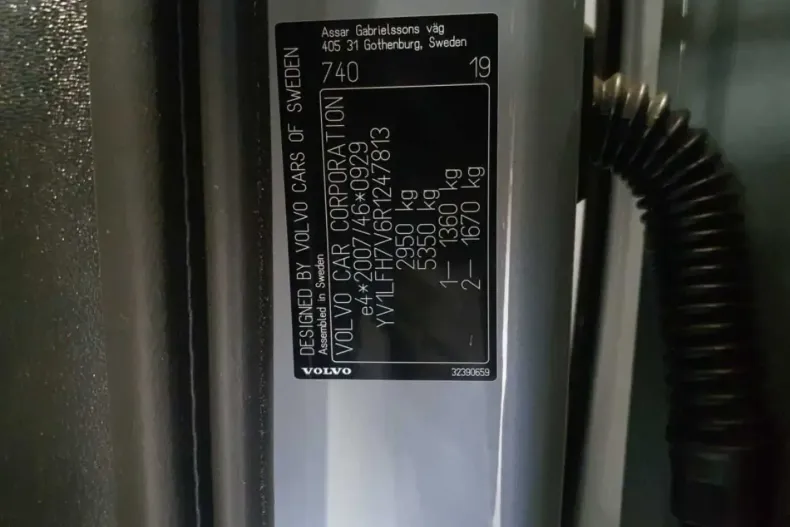 Assar Gabrielssons väg
405 31 Gothenburg, Sweden
740 19
DESIGNED BY VOLVO CARS OF SWEDEN
Assembled in Sweden
VOLVO CAR CORPORATION
e4*2007/46*0929
YV1LFH7V6R1247813
2950 kg
5350 kg
1– 1360 kg
2– 1670 kg
VOLVO
32390659